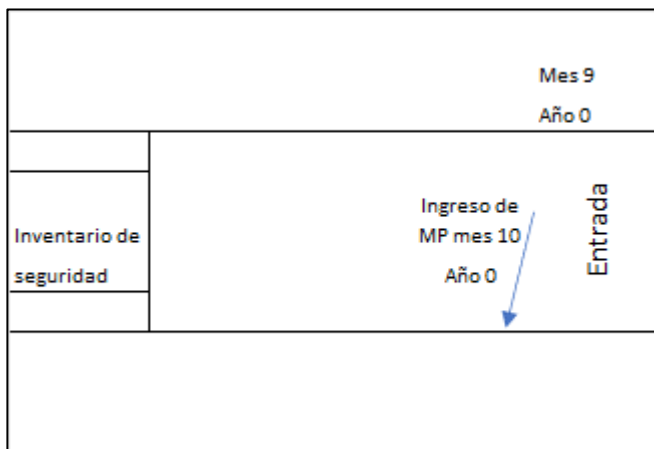 Mes 9
Año 0
Ingreso de
MP mes 10
Año 0
Entrada
Inventario de
seguridad